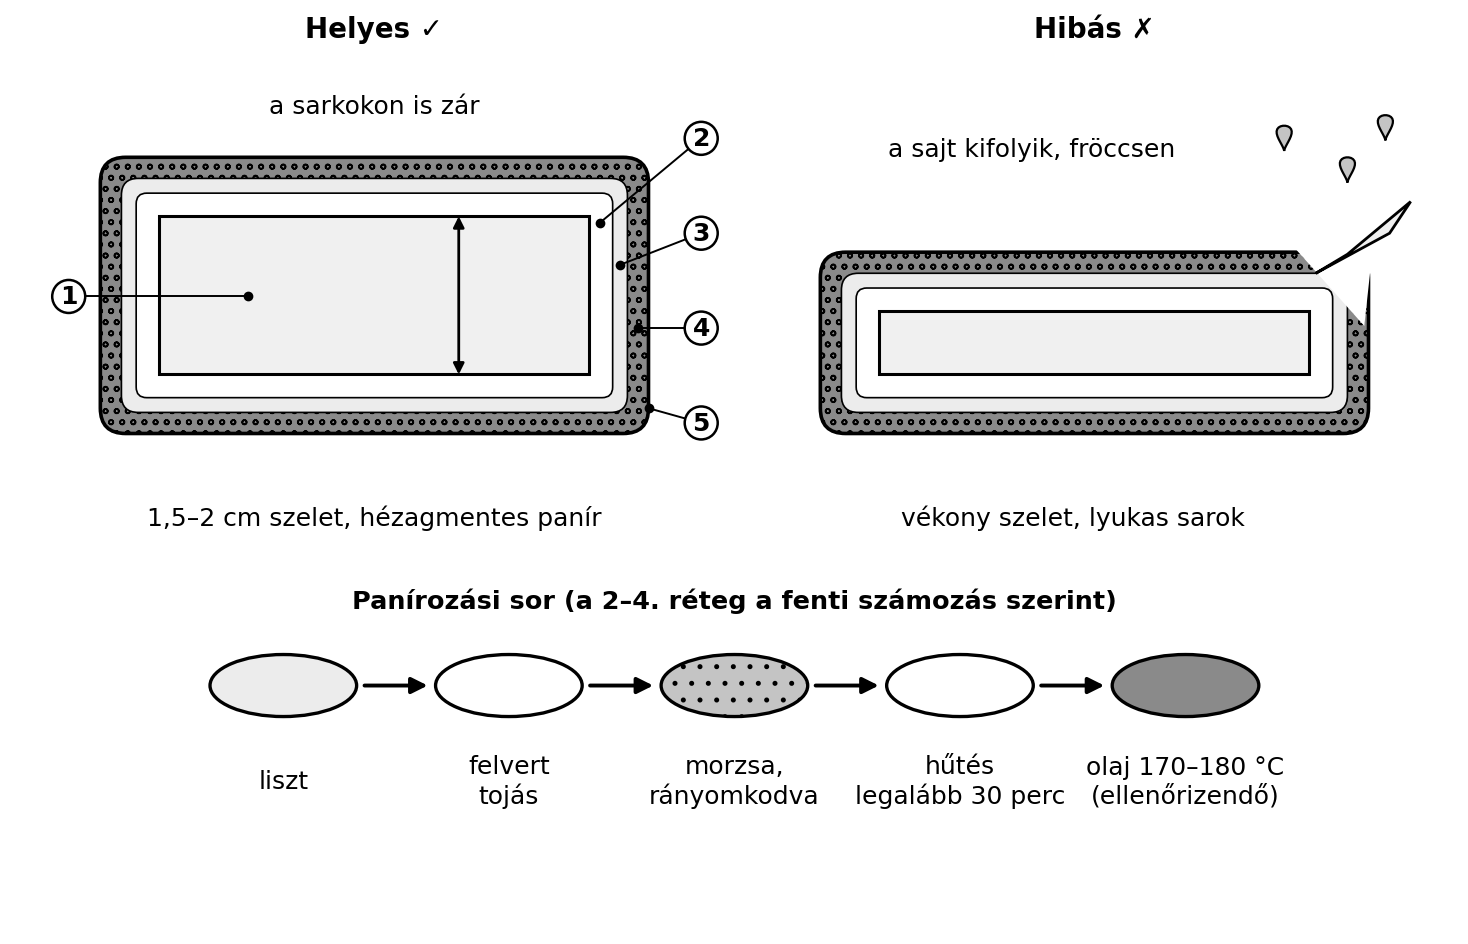 Helyes ✓
Hibás ✗
a sarkokon is zár
a sajt kifolyik, fröccsen
1
2
3
4
5
1,5–2 cm szelet, hézagmentes panír
vékony szelet, lyukas sarok
Panírozási sor (a 2–4. réteg a fenti számozás szerint)
liszt
felvert
tojás
morzsa,
rányomkodva
hűtés
legalább 30 perc
olaj 170–180 °C
(ellenőrizendő)